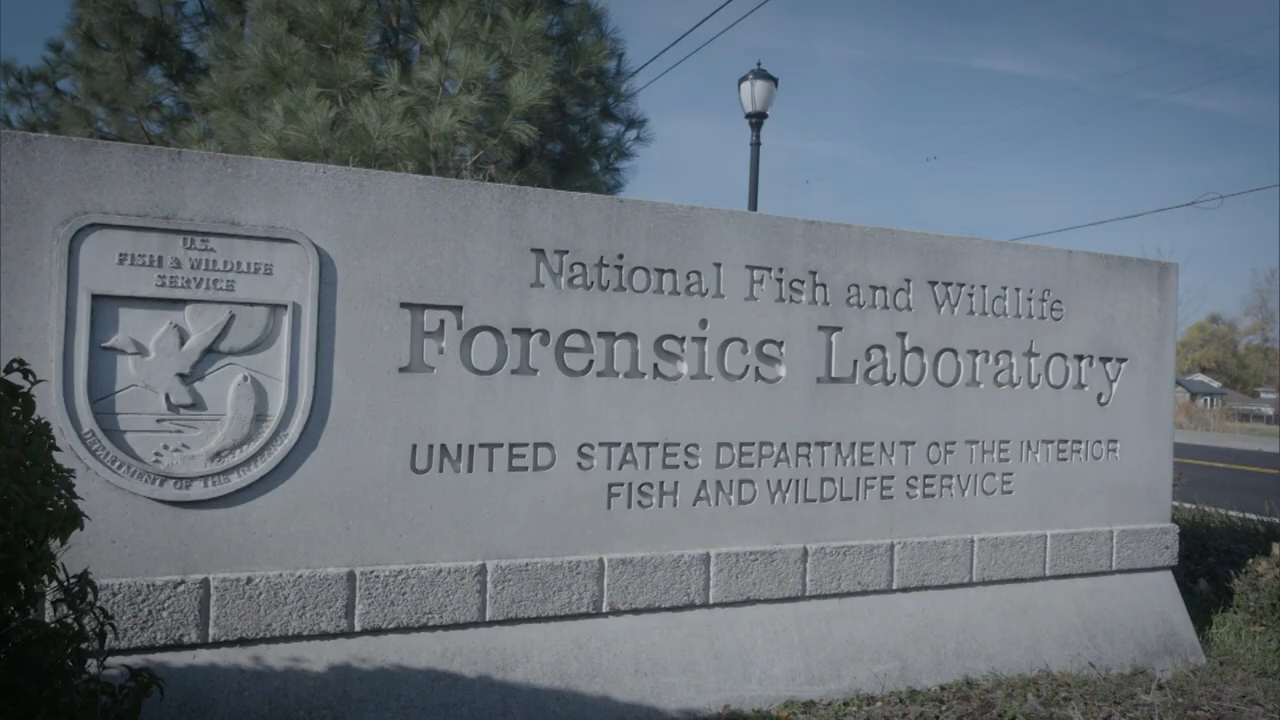 U.S.
FISH & WILDLIFE
SERVICE
DEPARTMENT OF THE INTERIOR
National Fish and Wildlife
Forensics Laboratory
UNITED STATES DEPARTMENT OF THE INTERIOR
FISH AND WILDLIFE SERVICE